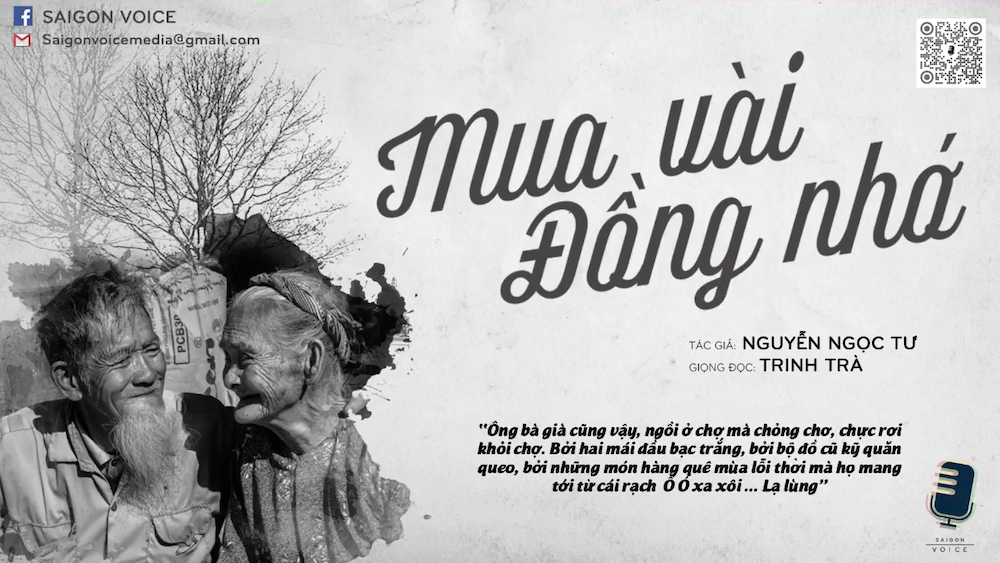 SAIGON VOICE
Saigonvoicemedia@gmail.com
Mua vài
Đồng nhớ
TÁC GIẢ: NGUYỄN NGỌC TƯ
GIỌNG ĐỌC: TRINH TRÀ
"Ông bà già cũng vậy, ngồi ở chợ mà chỏng chơ, chực rơi
khỏi chợ. Bởi hai mái đầu bạc trắng, bởi bộ đồ cũ kỹ quăn
queo, bởi những món hàng quê mùa lỗi thời mà họ mang
tới từ cái rạch Ô Ô xa xôi ... Lạ lùng"
PCB30
SAIGON
VOICE